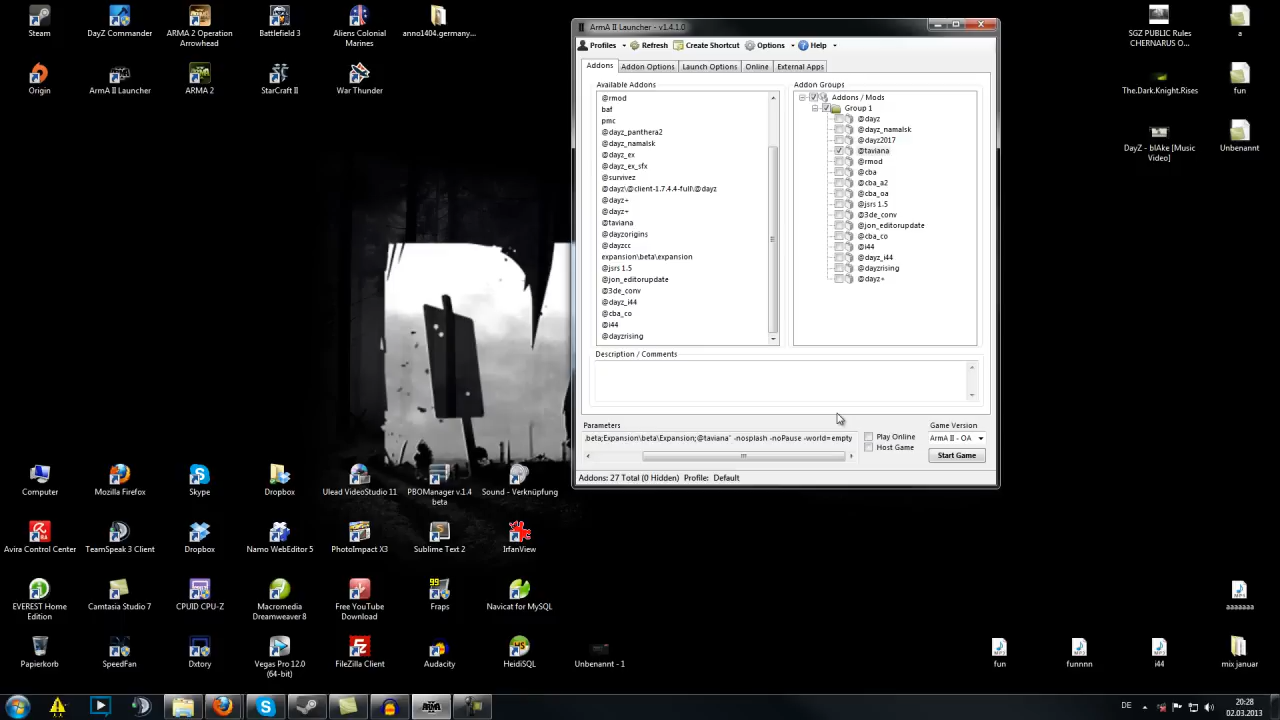 Steam
DayZ Commander
ARMA 2 Operation Arrowhead
Battlefield 3
Aliens Colonial Marines
anno1404.germany...
Origin
ArmA II Launcher
ARMA 2
StarCraft II
War Thunder
ArmA II Launcher - v1.4.1.0
Profiles
Refresh
Create Shortcut
Options
Help
Addons
Addon Options
Launch Options
Online
External Apps
Available Addons
@rmod
baf
pmc
@dayz_panthera2
@dayz_namalsk
@dayz_ex
@dayz_ex_sfx
@survivez
@dayz\@client-1.7.4.4-full\@dayz
@dayz+
@dayz+
@taviana
@dayzorigins
@dayzcc
expansion\beta\expansion
@jsrs 1.5
@jon_editorupdate
@3de_conv
@dayz_i44
@cba_co
@i44
@dayzrising
Addon Groups
Addons / Mods
Group 1
@dayz
@dayz_namalsk
@dayz2017
@taviana
@rmod
@cba
@cba_a2
@cba_oa
@jsrs 1.5
@3de_conv
@jon_editorupdate
@cba_co
@i44
@dayz_i44
@dayzrising
@dayz+
Description / Comments
Parameters
beta;Expansion\beta\Expansion;@taviana" -nosplash -noPause -world=empty
Play Online
Host Game
Game Version
ArmA II - OA
Start Game
Addons: 27 Total (0 Hidden) Profile: Default
SGZ PUBLIC Rules
CHERNARUS O...
a
The.Dark.Knight.Rises
fun
DayZ - blAke [Music
Video]
Unbenannt
Computer
Mozilla Firefox
Skype
Dropbox
Ulead VideoStudio 11
PBOManager v.1.4
beta
Sound - Verknüpfung
Avira Control Center
TeamSpeak 3 Client
Dropbox
Namo WebEditor 5
PhotoImpact X3
Sublime Text 2
IrfanView
EVEREST Home
Edition
Camtasia Studio 7
CPUID CPU-Z
Macromedia
Dreamweaver 8
Free YouTube
Download
99
Fraps
Navicat for MySQL
aaaaaaa
Papierkorb
SpeedFan
Dxtory
Vegas Pro 12.0
(64-bit)
FileZilla Client
Audacity
HeidiSQL
Unbenannt - 1
fun
funnnn
i44
mix januar
DE
20:28
02.03.2013